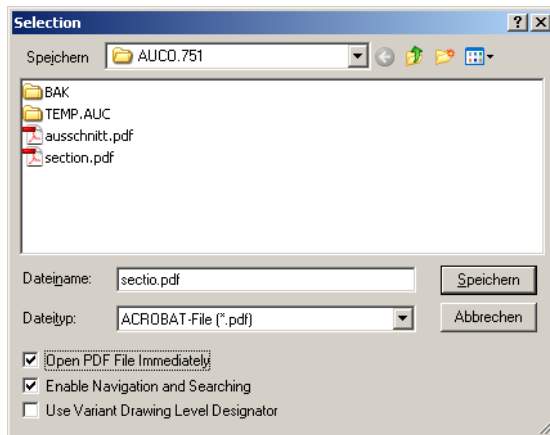 Selection
Speichern
AUC0.751
BAK
TEMP.AUC
ausschnitt.pdf
section.pdf
Dateiname:
sectio.pdf
Speichern
Dateityp:
ACROBAT-File (*.pdf)
Abbrechen
Open PDF File Immediately
Enable Navigation and Searching
Use Variant Drawing Level Designator